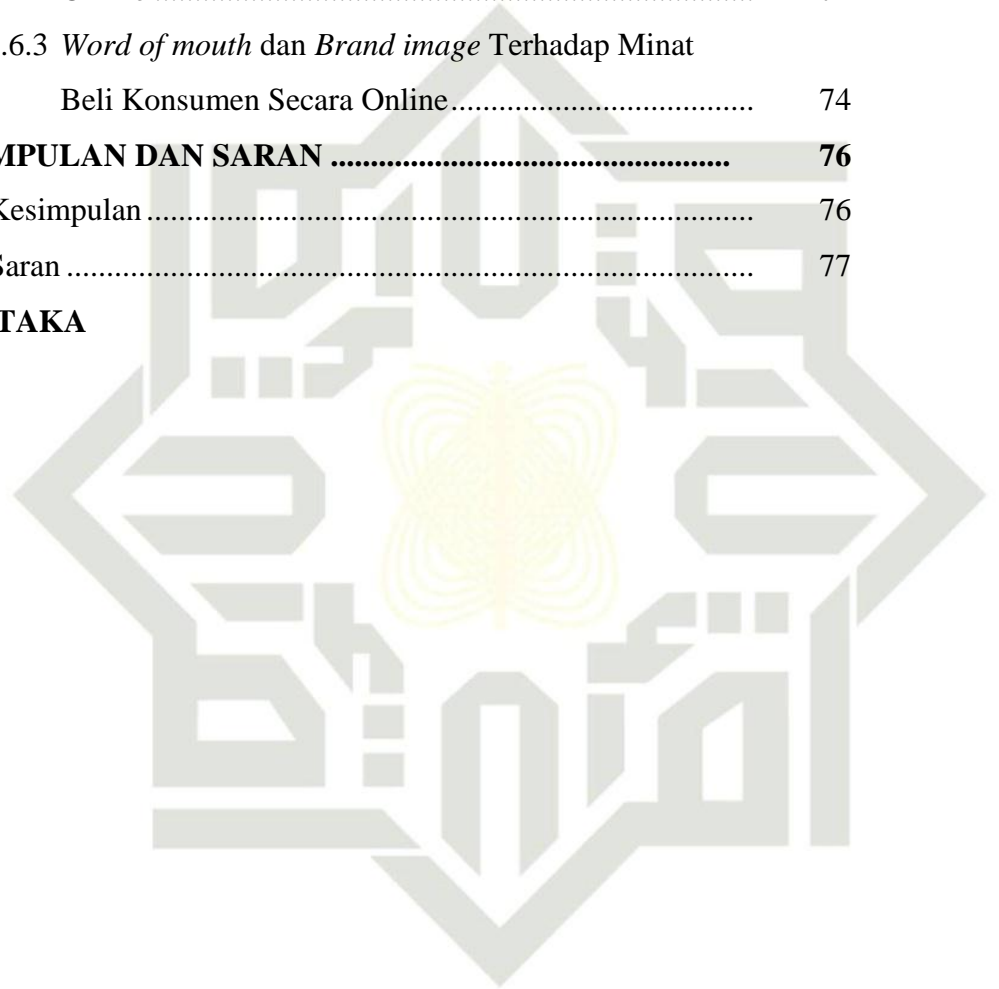 .6.3 Word of mouth dan Brand image Terhadap Minat
Beli Konsumen Secara Online.................................... 74
MPULAN DAN SARAN ................................................. 76
Kesimpulan ........................................................................... 76
Saran ..................................................................................... 77
TAKA